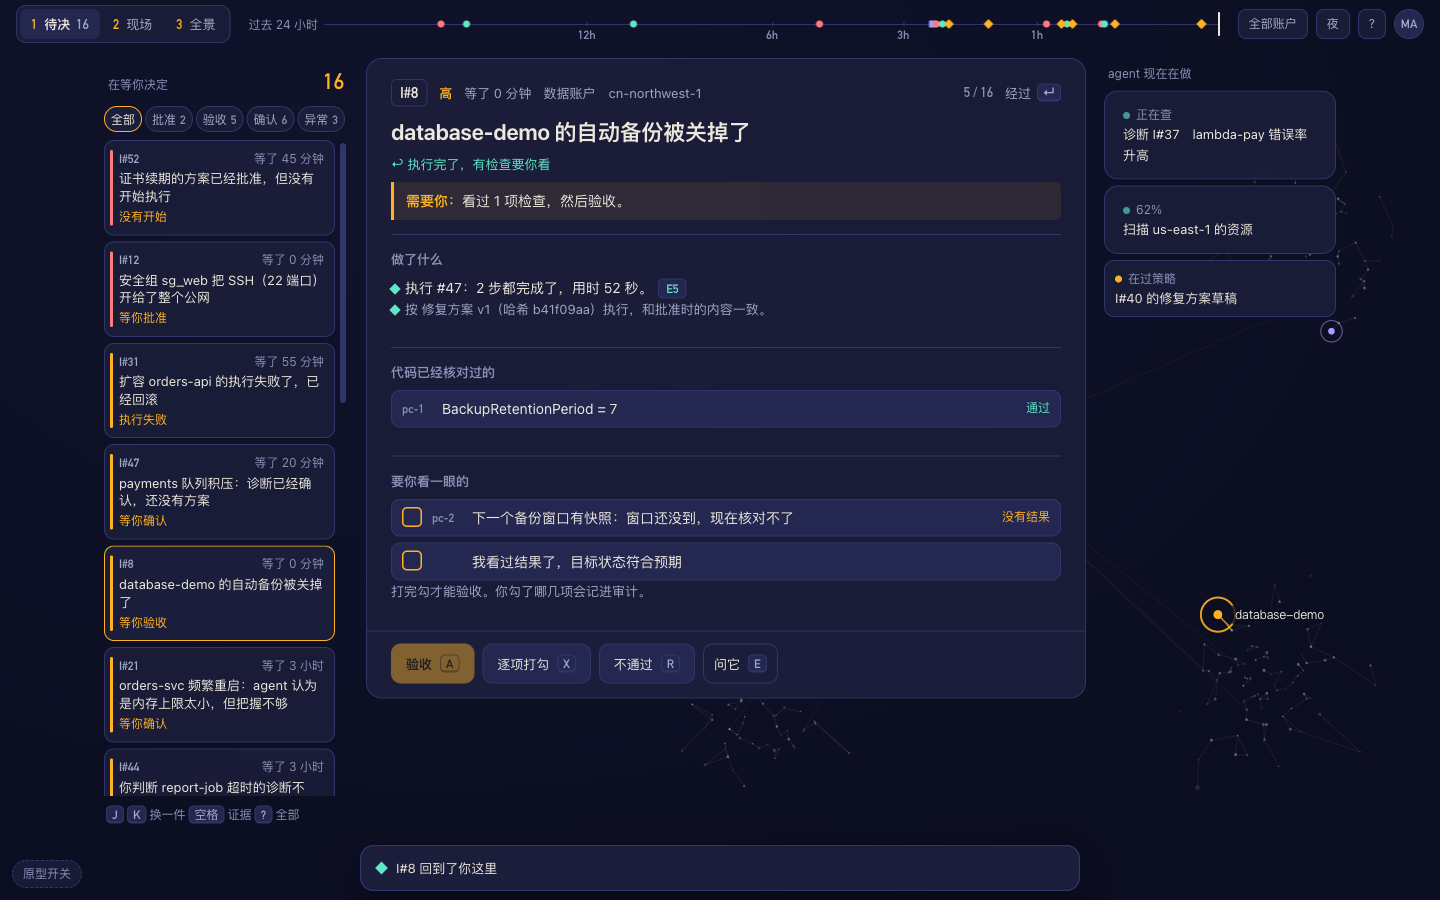 1 待决 16 2 现场 3 全景
过去 24 小时
12h 6h 3h 1h
全部账户 夜 ? MA
在等你决定 16
全部 批准 2 验收 5 确认 6 异常 3
I#52 等了 45 分钟
证书续期的方案已经批准，但没有
开始执行
没有开始
I#12 等了 0 分钟
安全组 sg_web 把 SSH（22 端口）
开给了整个公网
等你批准
I#31 等了 55 分钟
扩容 orders-api 的执行失败了，已
经回滚
执行失败
I#47 等了 20 分钟
payments 队列积压：诊断已经确
认，还没有方案
等你确认
I#8 等了 0 分钟
database-demo 的自动备份被关掉
了
等你验收
I#21 等了 3 小时
orders-svc 频繁重启：agent 认为
是内存上限太小，但把握不够
等你确认
I#44 等了 3 小时
你判断 report-job 超时的诊断不
J K 换一件 空格 证据 ? 全部
原型开关
I#8 高 等了 0 分钟 数据账户 cn-northwest-1 5 / 16 经过 ↵
database-demo 的自动备份被关掉了
↩ 执行完了，有检查要你看
需要你：看过 1 项检查，然后验收。
做了什么
执行 #47：2 步都完成了，用时 52 秒。 E5
按 修复方案 v1（哈希 b41f09aa）执行，和批准时的内容一致。
代码已经核对过的
pc-1 BackupRetentionPeriod = 7 通过
要你看一眼的
pc-2 下一个备份窗口有快照：窗口还没到，现在核对不了 没有结果
我看过结果了，目标状态符合预期
打完勾才能验收。你勾了哪几项会记进审计。
验收 A 逐项打勾 X 不通过 R 问它 E
I#8 回到了你这里
agent 现在在做
正在查
诊断 I#37 lambda-pay 错误率
升高
62%
扫描 us-east-1 的资源
在过策略
I#40 的修复方案草稿
database-demo